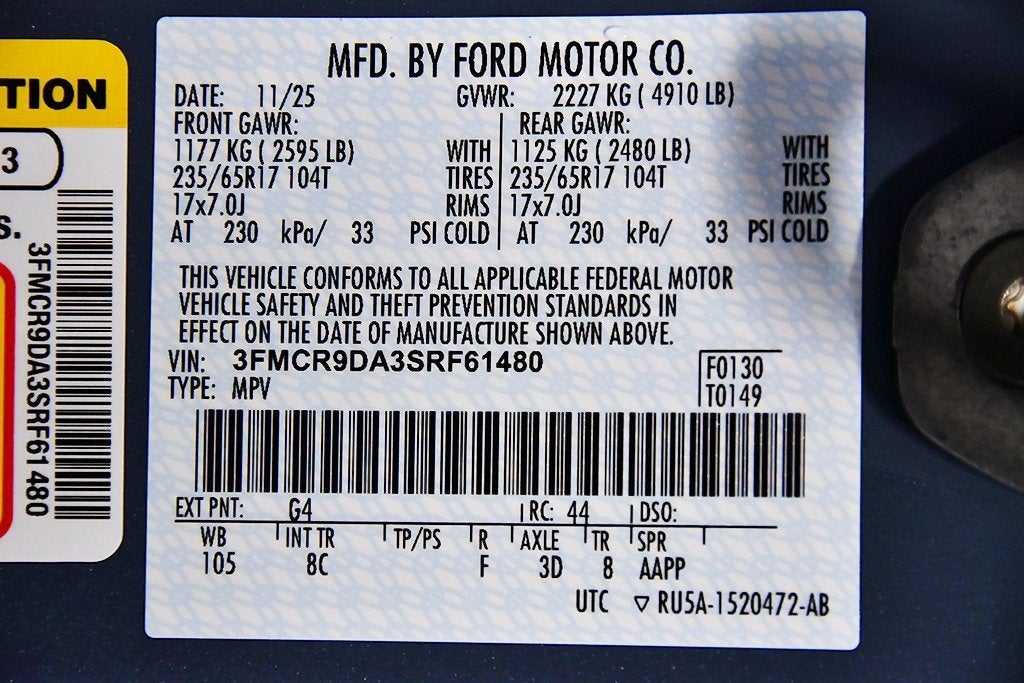 TION
3
s.
3FMCR9DA3SRF61480
MFD. BY FORD MOTOR CO.
DATE: 11/25 GVWR: 2227 KG ( 4910 LB)
FRONT GAWR: REAR GAWR:
1177 KG ( 2595 LB) WITH 1125 KG ( 2480 LB) WITH
235/65R17 104T TIRES 235/65R17 104T TIRES
17x7.0J RIMS 17x7.0J RIMS
AT 230 kPa/ 33 PSI COLD AT 230 kPa/ 33 PSI COLD
THIS VEHICLE CONFORMS TO ALL APPLICABLE FEDERAL MOTOR
VEHICLE SAFETY AND THEFT PREVENTION STANDARDS IN
EFFECT ON THE DATE OF MANUFACTURE SHOWN ABOVE.
VIN: 3FMCR9DA3SRF61480 F0130
TYPE: MPV T0149
EXT PNT: G4 RC: 44 DSO:
WB INT TR TP/PS R AXLE TR SPR
105 8C F 3D 8 AAPP
UTC ▽ RU5A-1520472-AB